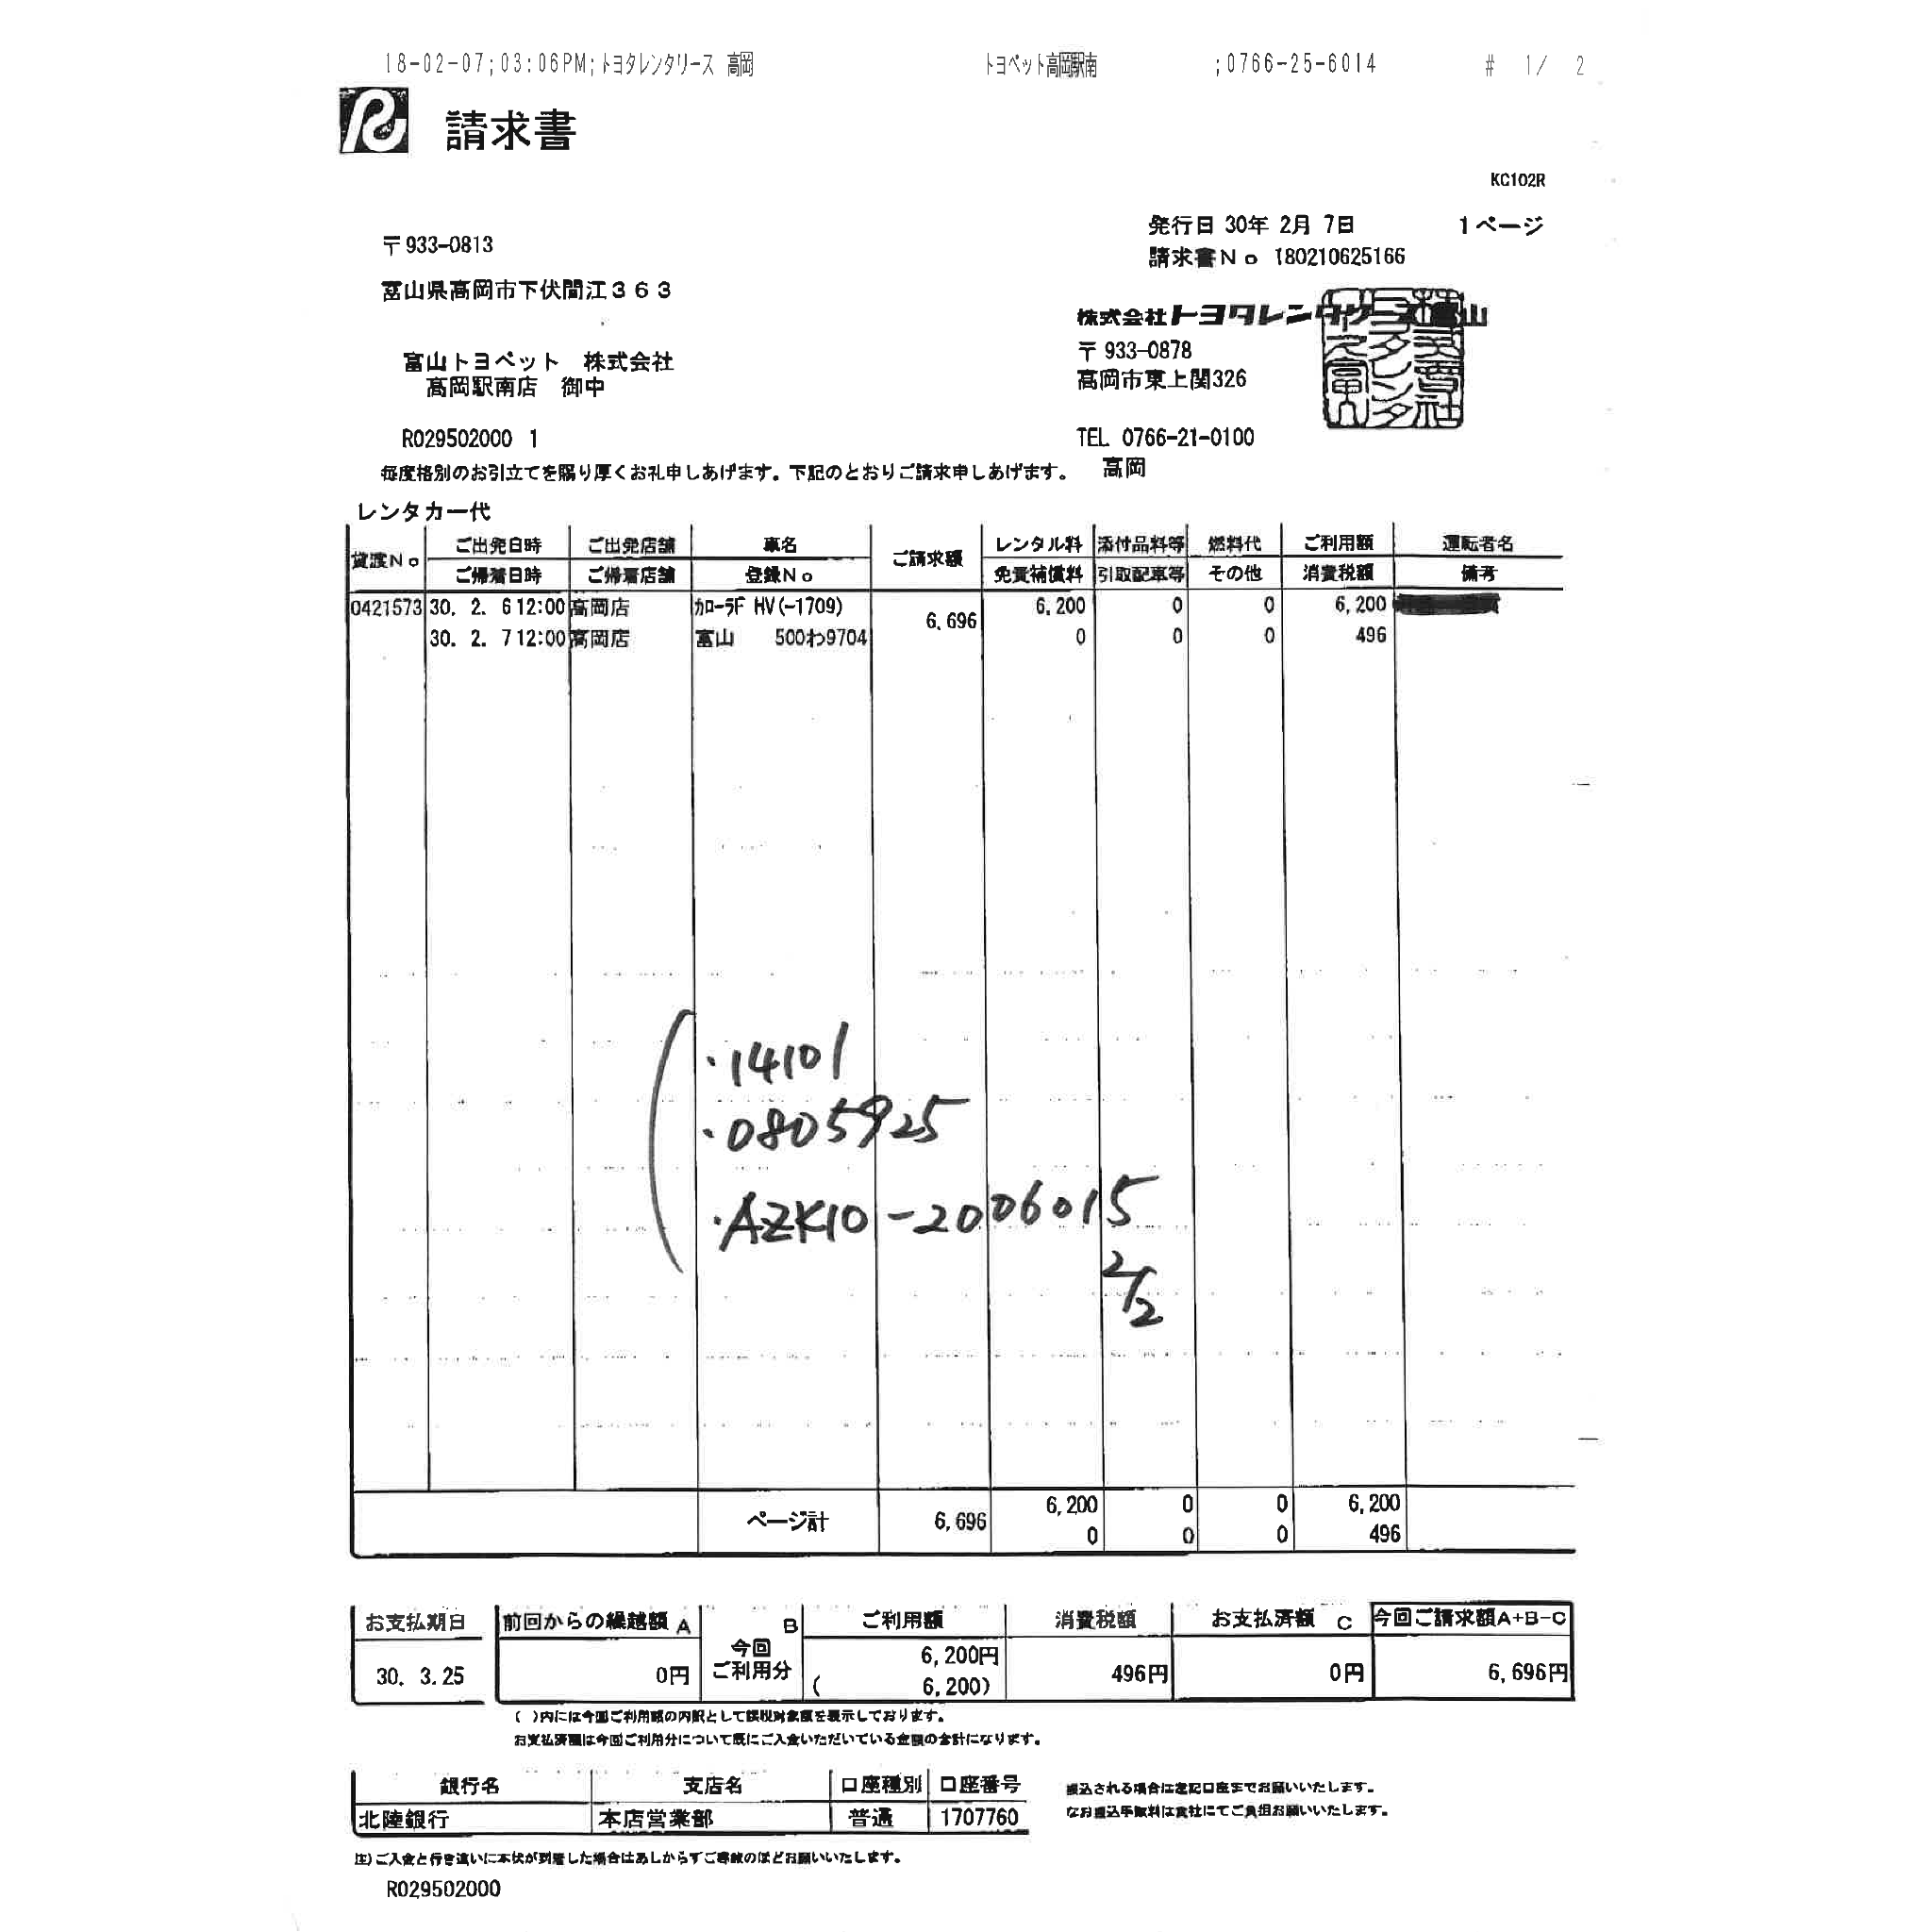 18-02-07;03:06PM;トヨタレンタリース 高岡 トヨペット高岡駅南 ;0766-25-6014 # 1/ 2
請求書
KC102R
発行日 30年 2月 7日 1ページ
〒933-0813
請求書No 180210625166
富山県高岡市下伏間江363
株式会社トヨタレンタリース富山
〒933-0878
富山トヨペット 株式会社
高岡市東上関326
高岡駅南店 御中
R029502000 1
TEL 0766-21-0100
毎度格別のお引立てを賜り厚くお礼申しあげます。下記のとおりご請求申しあげます。
高岡
レンタカー代
貸渡No ご出発日時 ご出発店舗 車名 ご請求額 レンタル料 添付品料等 燃料代 ご利用額 運転者名
ご帰着日時 ご帰着店舗 登録No 免責補償料 引取配車等 その他 消費税額 備考
0421573 30. 2. 6 12:00 高岡店 カローラF HV(-1709) 6,696 6,200 0 0 6,200
30. 2. 7 12:00 高岡店 富山 500わ9704 0 0 0 496
・14101
・0805925
・AZK10-2006015
2/2
ページ計 6,696 6,200 0 0 6,200
0 0 0 496
お支払期日 前回からの繰越額 A B 今回ご利用分 ご利用額 消費税額 お支払済額 C 今回ご請求額A+B-C
30. 3.25 0円 6,200円 496円 0円 6,696円
( 6,200)
( )内には今回ご利用額の内訳として課税対象額を表示しております。
お支払済額は今回ご利用分について既にご入金いただいている金額の合計になります。
銀行名 支店名 口座種別 口座番号
北陸銀行 本店営業部 普通 1707760
振込される場合は左記口座までお願いいたします。
なお振込手数料は貴社にてご負担お願いいたします。
注)ご入金と行き違いに本状が到着した場合はあしからずご容赦のほどお願いいたします。
R029502000